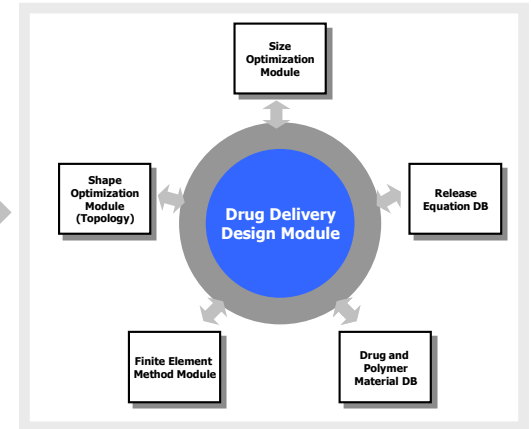 Size
Optimization
Module
Shape
Optimization
Module
(Topology)
Drug Delivery
Design Module
Release
Equation DB
Finite Element
Method Module
Drug and
Polymer
Material DB